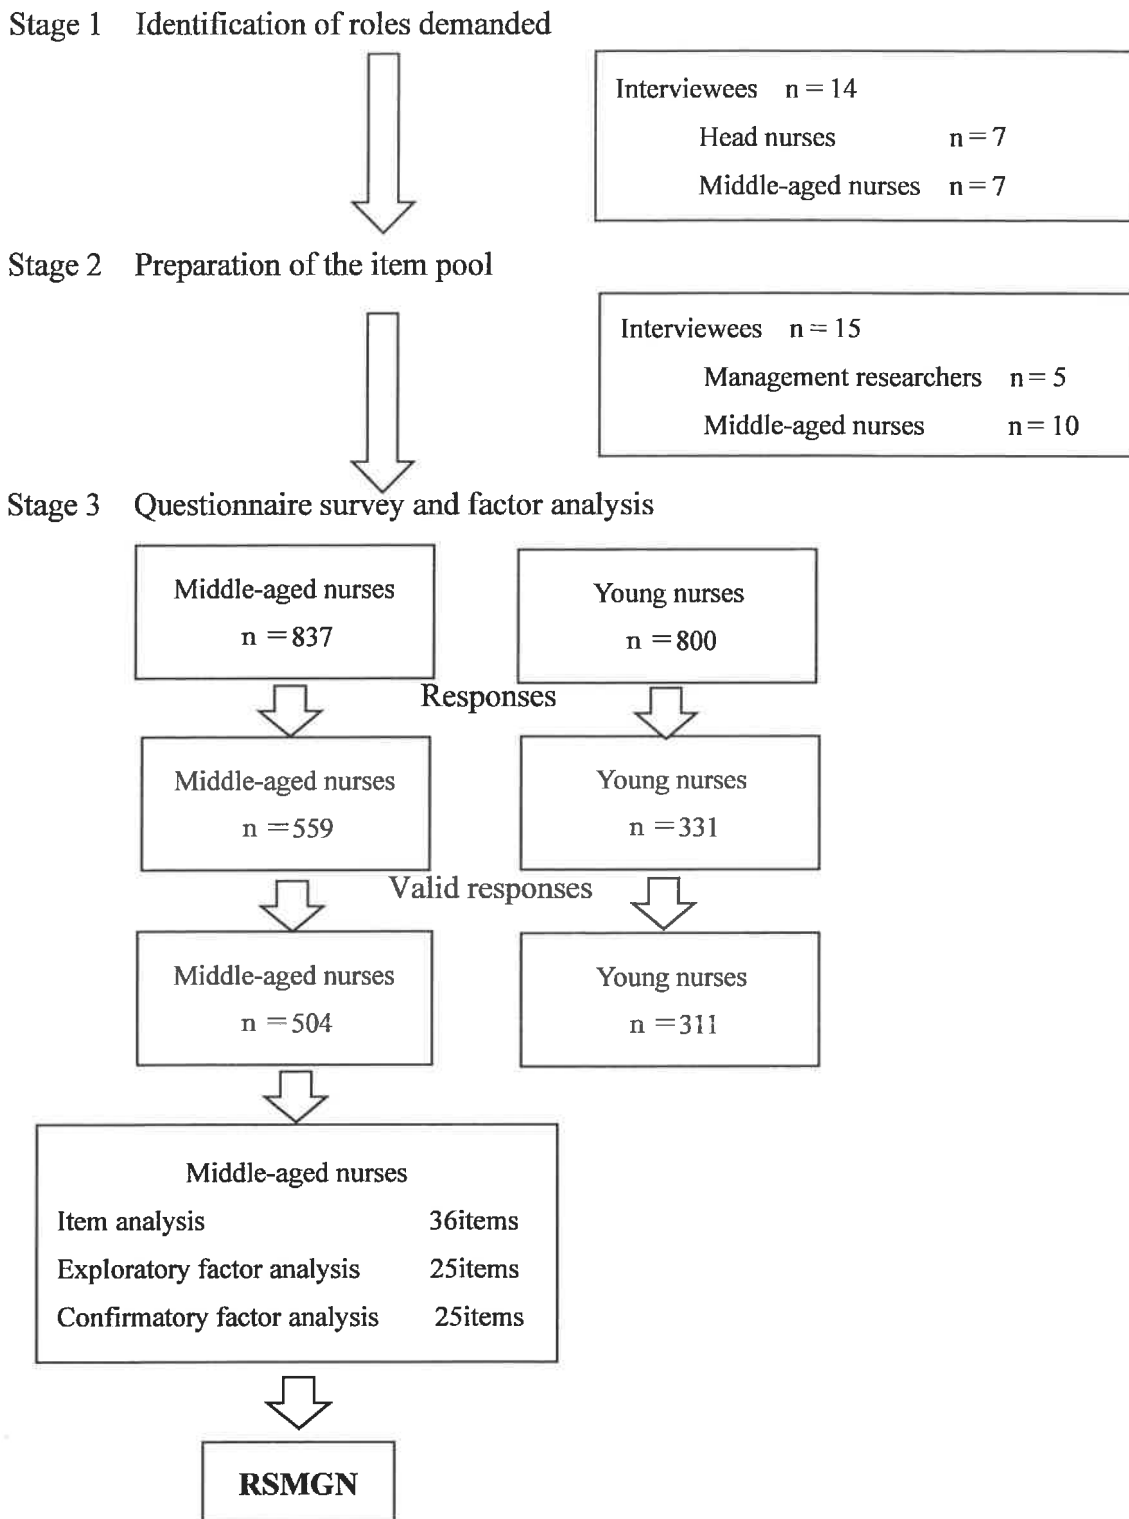 Stage 1 Identification of roles demanded
Interviewees n = 14
Head nurses n = 7
Middle-aged nurses n = 7
Stage 2 Preparation of the item pool
Interviewees n = 15
Management researchers n = 5
Middle-aged nurses n = 10
Stage 3 Questionnaire survey and factor analysis
Middle-aged nurses
n =837
Young nurses
n =800
Responses
Middle-aged nurses
n =559
Young nurses
n =331
Valid responses
Middle-aged nurses
n =504
Young nurses
n =311
Middle-aged nurses
Item analysis 36items
Exploratory factor analysis 25items
Confirmatory factor analysis 25items
RSMGN